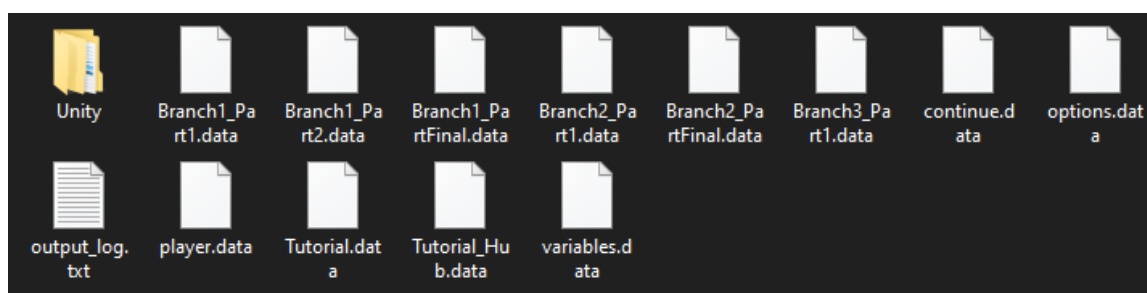 Unity
Branch1_Pa
rt1.data
Branch1_Pa
rt2.data
Branch1_Pa
rtFinal.data
Branch2_Pa
rt1.data
Branch2_Pa
rtFinal.data
Branch3_Pa
rt1.data
continue.d
ata
options.dat
a
output_log.
txt
player.data
Tutorial.dat
a
Tutorial_Hu
b.data
variables.d
ata